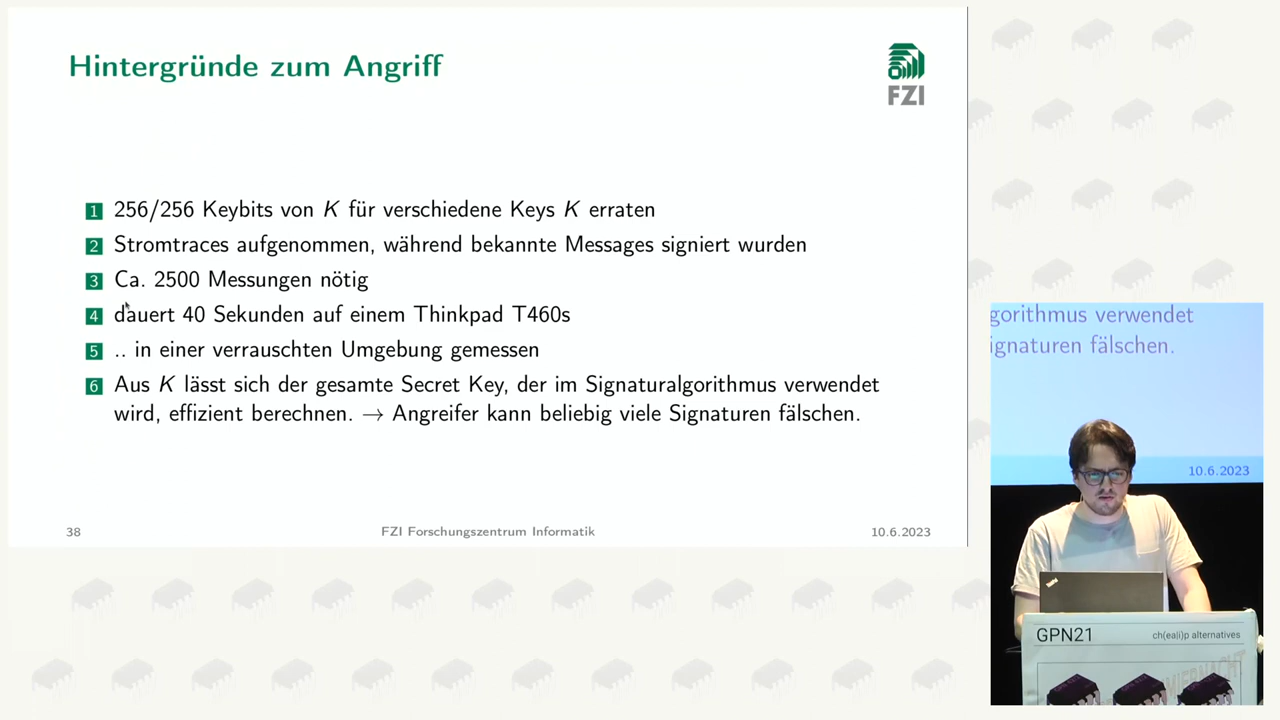 Hintergründe zum Angriff
FZI
1 256/256 Keybits von K für verschiedene Keys K erraten
2 Stromtraces aufgenommen, während bekannte Messages signiert wurden
3 Ca. 2500 Messungen nötig
4 dauert 40 Sekunden auf einem Thinkpad T460s
5 .. in einer verrauschten Umgebung gemessen
6 Aus K lässt sich der gesamte Secret Key, der im Signaturalgorithmus verwendet
wird, effizient berechnen. → Angreifer kann beliebig viele Signaturen fälschen.
38 FZI Forschungszentrum Informatik 10.6.2023
gorithmus verwendet
ignaturen fälschen.
10.6.2023
GPN21 ch(ea|i)p alternatives